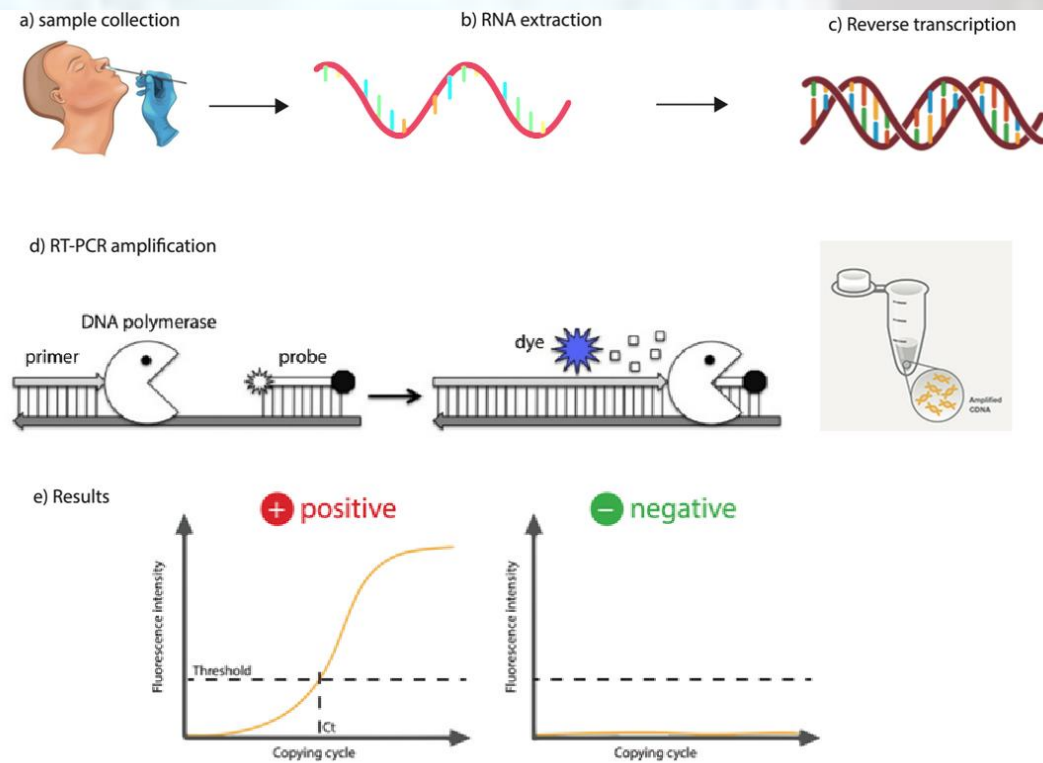 a) sample collection
b) RNA extraction
c) Reverse transcription
d) RT-PCR amplification
DNA polymerase
primer
probe
dye
Amplified
CDNA
e) Results
+ positive
− negative
Fluorescence intensity
Threshold
Ct
Copying cycle
Fluorescence intensity
Copying cycle